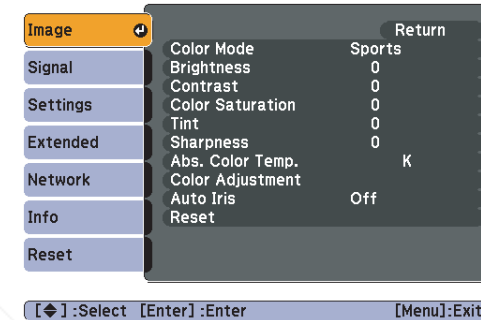 Image
Signal
Settings
Extended
Network
Info
Reset
Return
Color Mode Sports
Brightness 0
Contrast 0
Color Saturation 0
Tint 0
Sharpness 0
Abs. Color Temp. K
Color Adjustment
Auto Iris Off
Reset
[◆] :Select [Enter] :Enter [Menu]:Exit